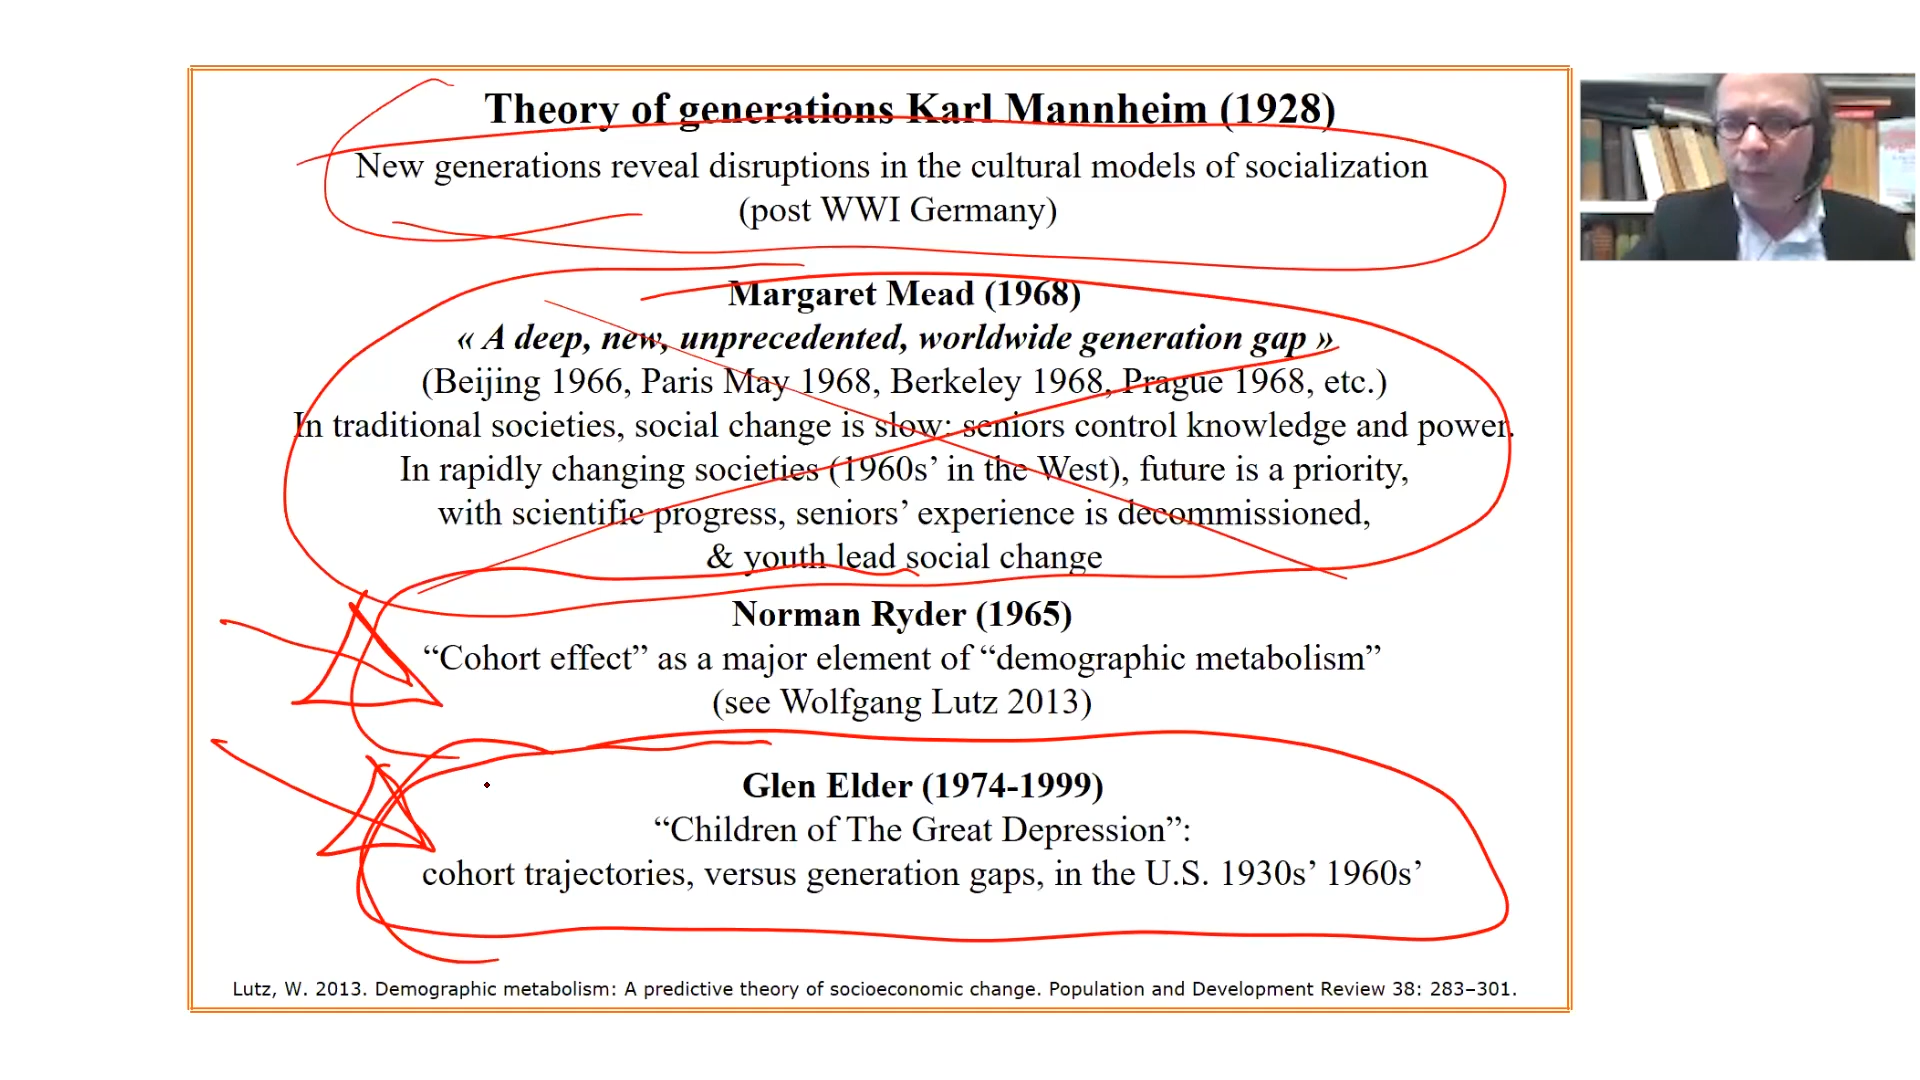 Theory of generations Karl Mannheim (1928)
New generations reveal disruptions in the cultural models of socialization
(post WWI Germany)
Margaret Mead (1968)
« A deep, new, unprecedented, worldwide generation gap »
(Beijing 1966, Paris May 1968, Berkeley 1968, Prague 1968, etc.)
In traditional societies, social change is slow: seniors control knowledge and power.
In rapidly changing societies (1960s’ in the West), future is a priority,
with scientific progress, seniors’ experience is decommissioned,
& youth lead social change
Norman Ryder (1965)
“Cohort effect” as a major element of “demographic metabolism”
(see Wolfgang Lutz 2013)
Glen Elder (1974-1999)
“Children of The Great Depression”:
cohort trajectories, versus generation gaps, in the U.S. 1930s’ 1960s’
Lutz, W. 2013. Demographic metabolism: A predictive theory of socioeconomic change. Population and Development Review 38: 283–301.